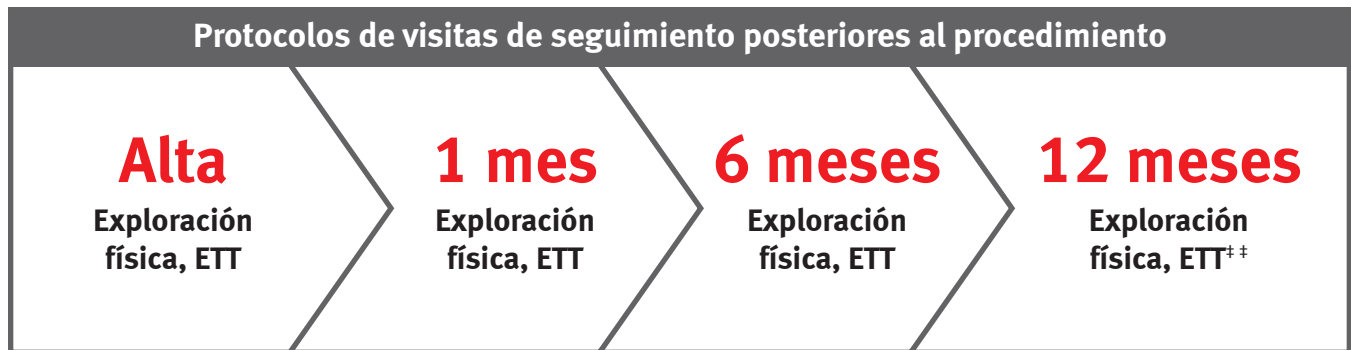 Protocolos de visitas de seguimiento posteriores al procedimiento
Alta
Exploración
física, ETT
1 mes
Exploración
física, ETT
6 meses
Exploración
física, ETT
12 meses
Exploración
física, ETT‡ ‡